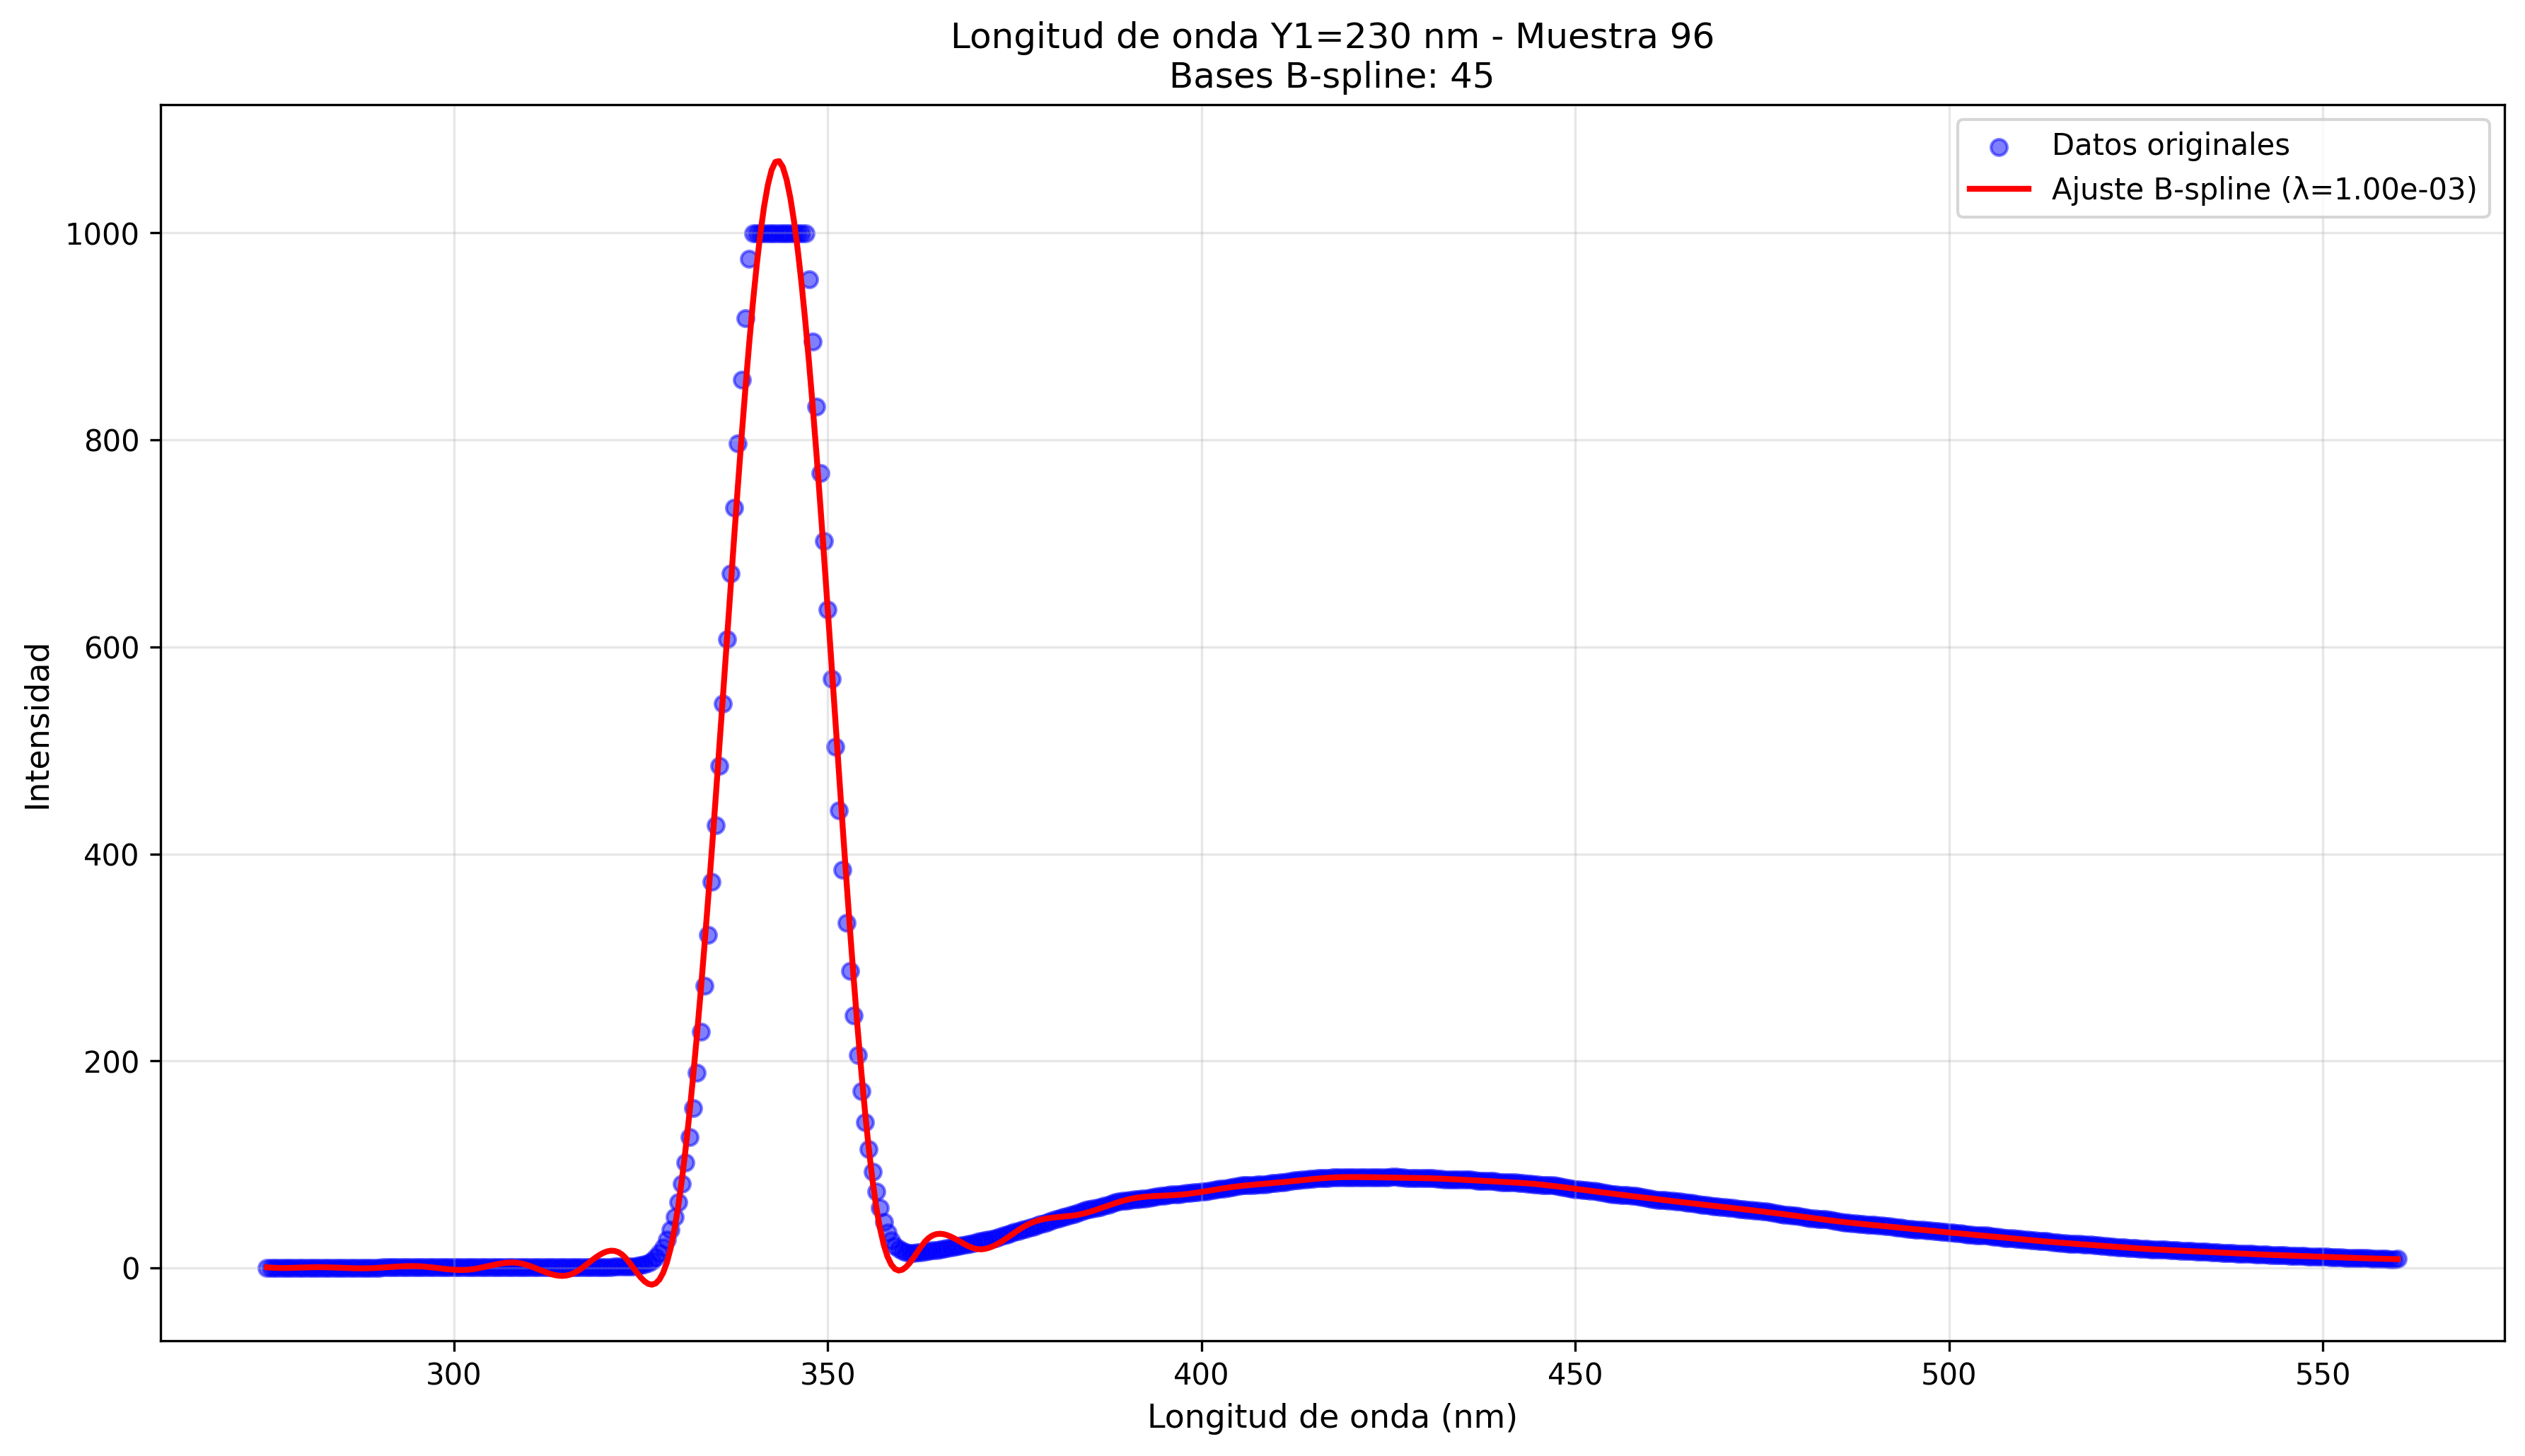 Longitud de onda Y1=230 nm - Muestra 96
Bases B-spline: 45
Datos originales
Ajuste B-spline (λ=1.00e-03)
Intensidad
1000
800
600
400
200
0
300
350
400
450
500
550
Longitud de onda (nm)